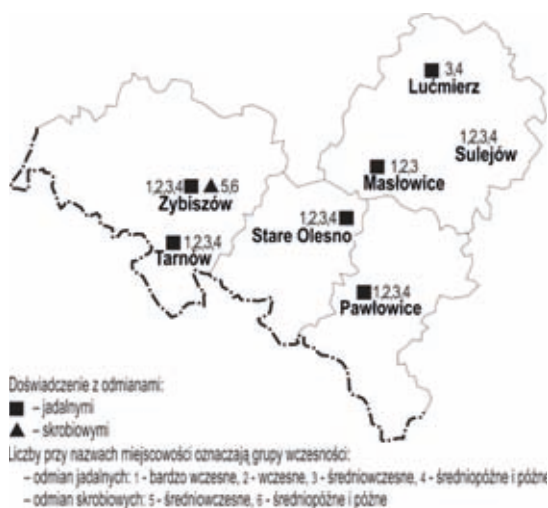 3,4
Lućmierz
1,2,3,4
Sulejów
1,2,3
Masłowice
1,2,3,4 5,6
Zybiszów
1,2,3,4
Stare Olesno
1,2,3,4
Tarnów
1,2,3,4
Pawłowice
Doświadczenie z odmianami:
– jadalnymi
– skrobiowymi
Liczby przy nazwach miejscowości oznaczają grupy wczesności:
– odmian jadalnych: 1 - bardzo wczesne, 2 - wczesne, 3 - średniowczesne, 4 - średniopóźne i późne
– odmian skrobiowych: 5 - średniowczesne, 6 - średniopóźne i późne